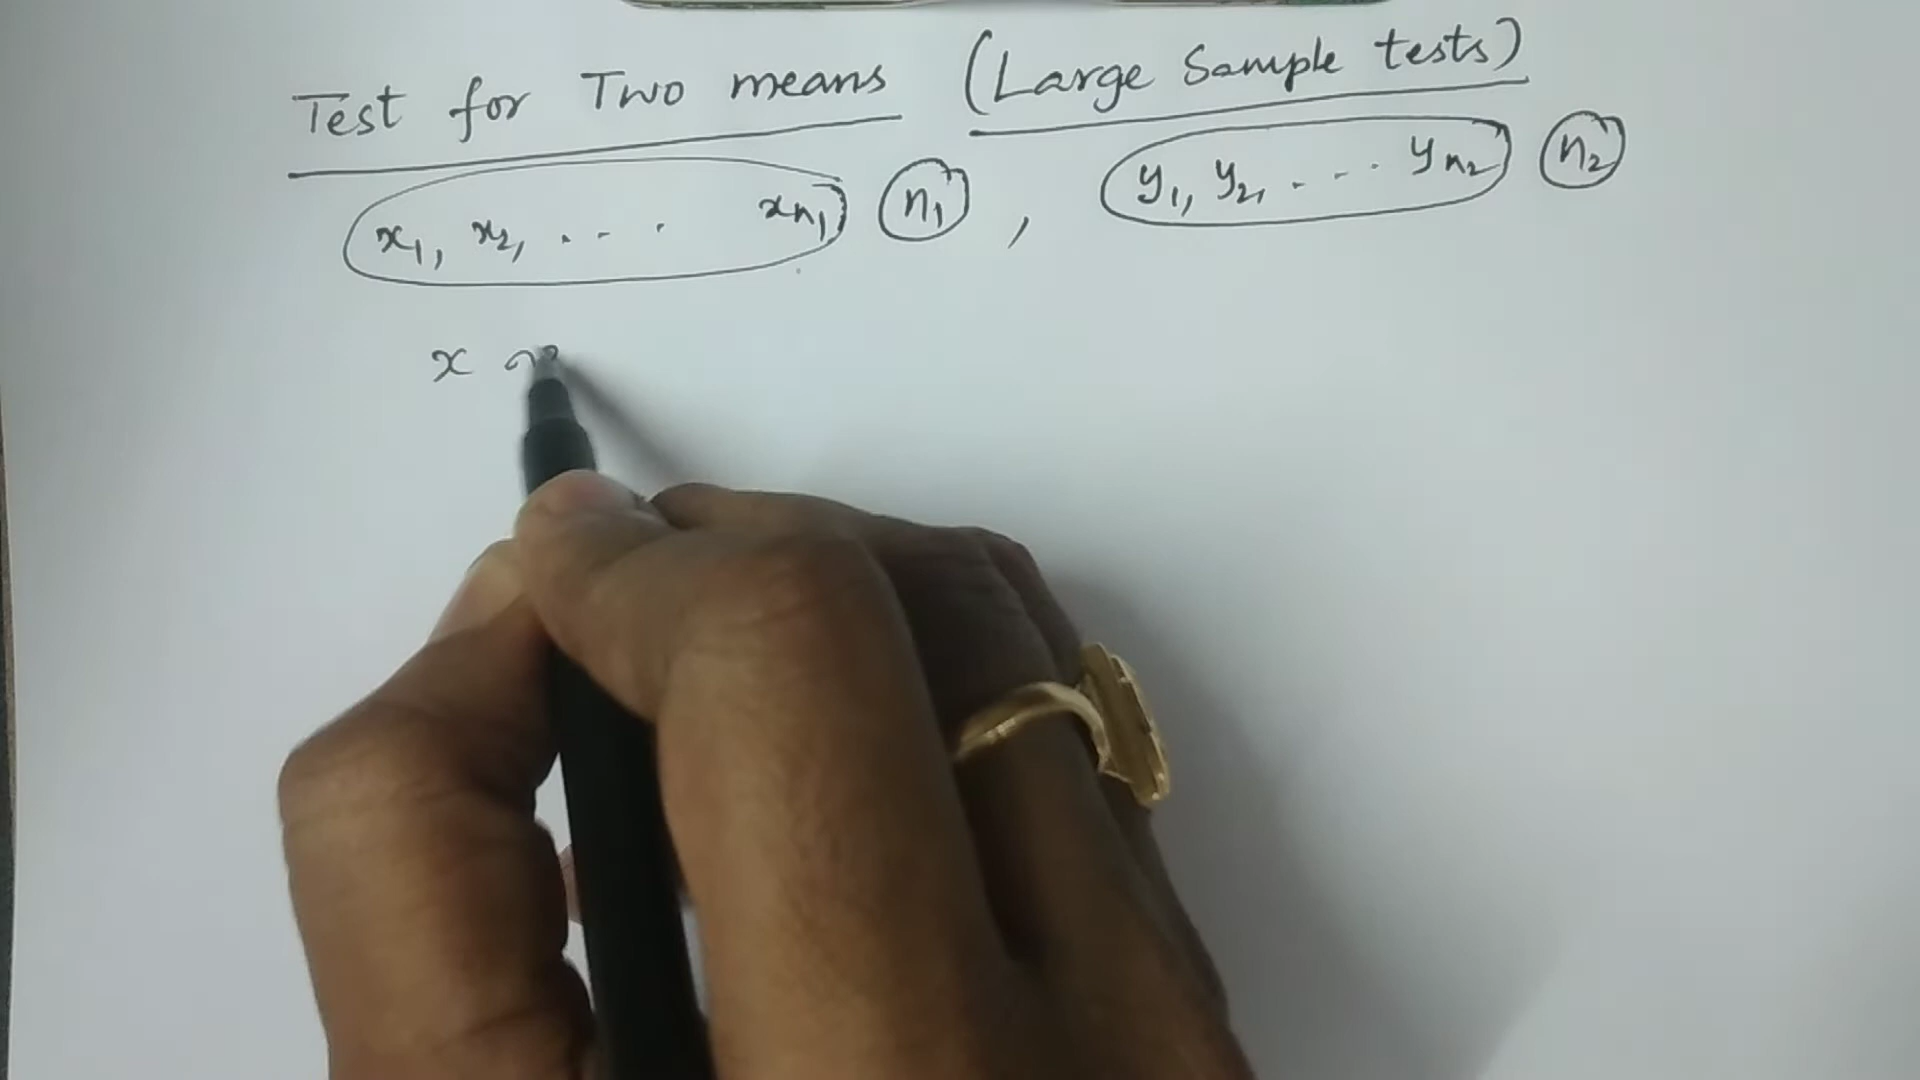 Test for Two means (Large Sample tests)
x1, x2, . - - . xn1 n1 , y1, y2, . - - . yn2 n2
x ~